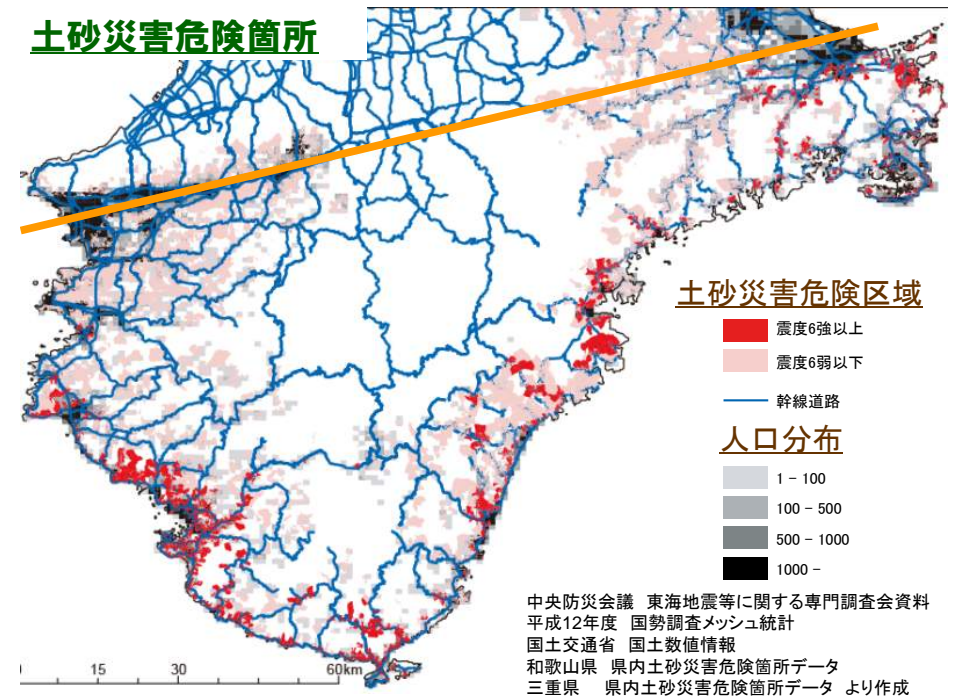 土砂災害危険箇所
土砂災害危険区域
震度6強以上
震度6弱以下
幹線道路
人口分布
1 - 100
100 - 500
500 - 1000
1000 -
中央防災会議 東海地震等に関する専門調査会資料
平成12年度 国勢調査メッシュ統計
国土交通省 国土数値情報
和歌山県 県内土砂災害危険箇所データ
三重県 県内土砂災害危険箇所データ より作成
15 30 60km